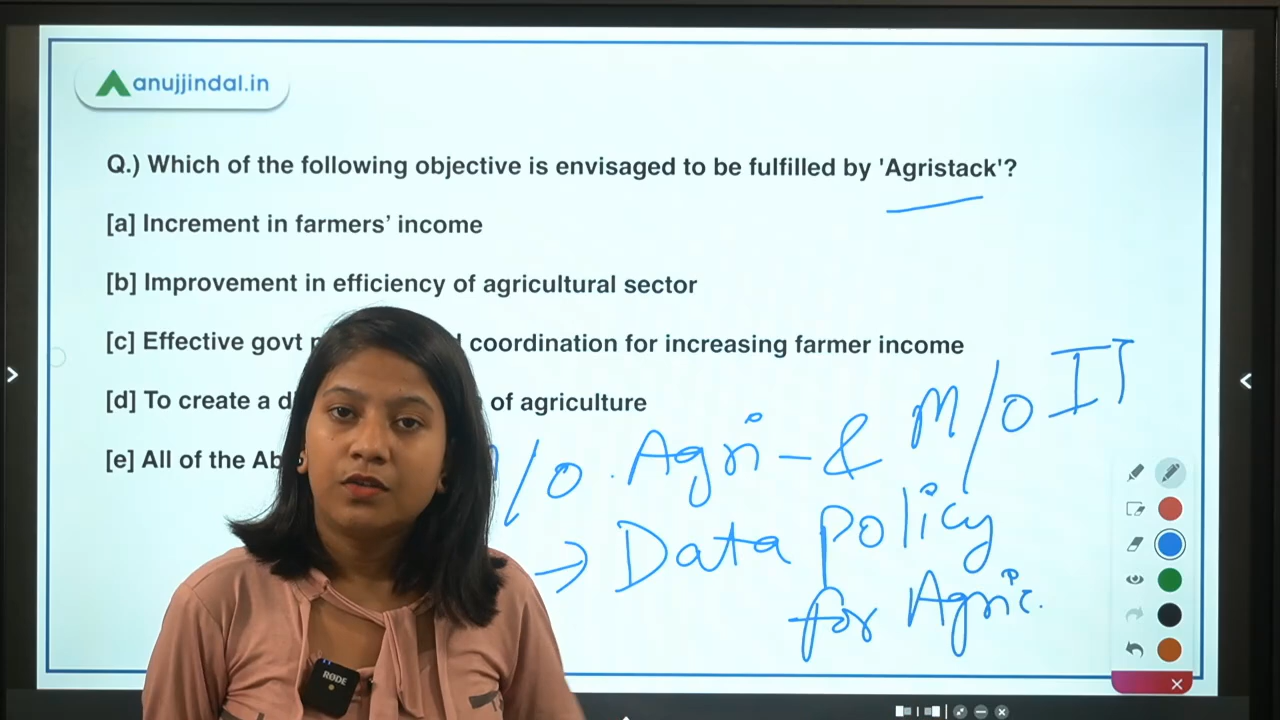 anujjindal.in
Q.) Which of the following objective is envisaged to be fulfilled by 'Agristack'?
[a] Increment in farmers’ income
[b] Improvement in efficiency of agricultural sector
[c] Effective govt coordination for increasing farmer income
[d] To create a of agriculture
[e] All of the
/o. Agri - & M/o IT
→ Data policy
for Agric.
RODE